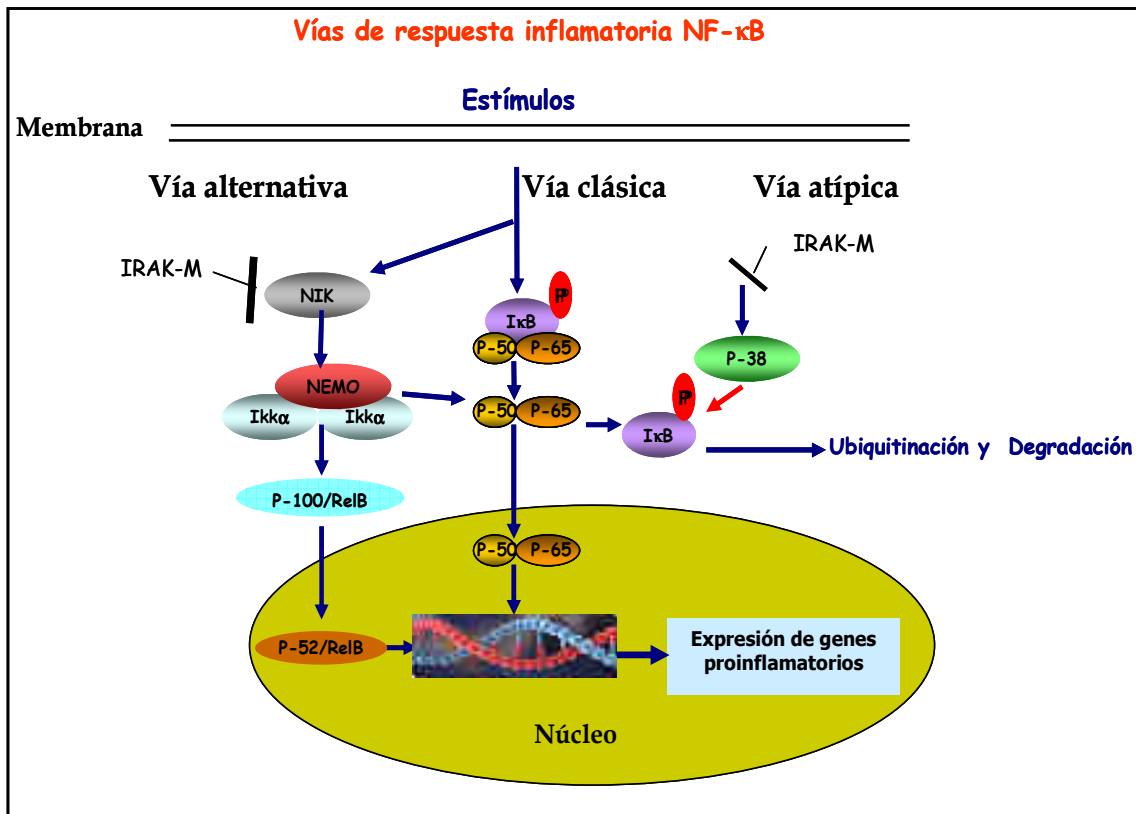 Vías de respuesta inflamatoria NF-κB
Estímulos
Membrana
Vía alternativa
Vía clásica
Vía atípica
IRAK-M
IRAK-M
NIK
P
IκB
P-50
P-65
P-38
NEMO
Ikkα
Ikkα
P-50
P-65
P
IκB
Ubiquitinación y Degradación
P-100/RelB
P-50
P-65
P-52/RelB
Expresión de genes
proinflamatorios
Núcleo